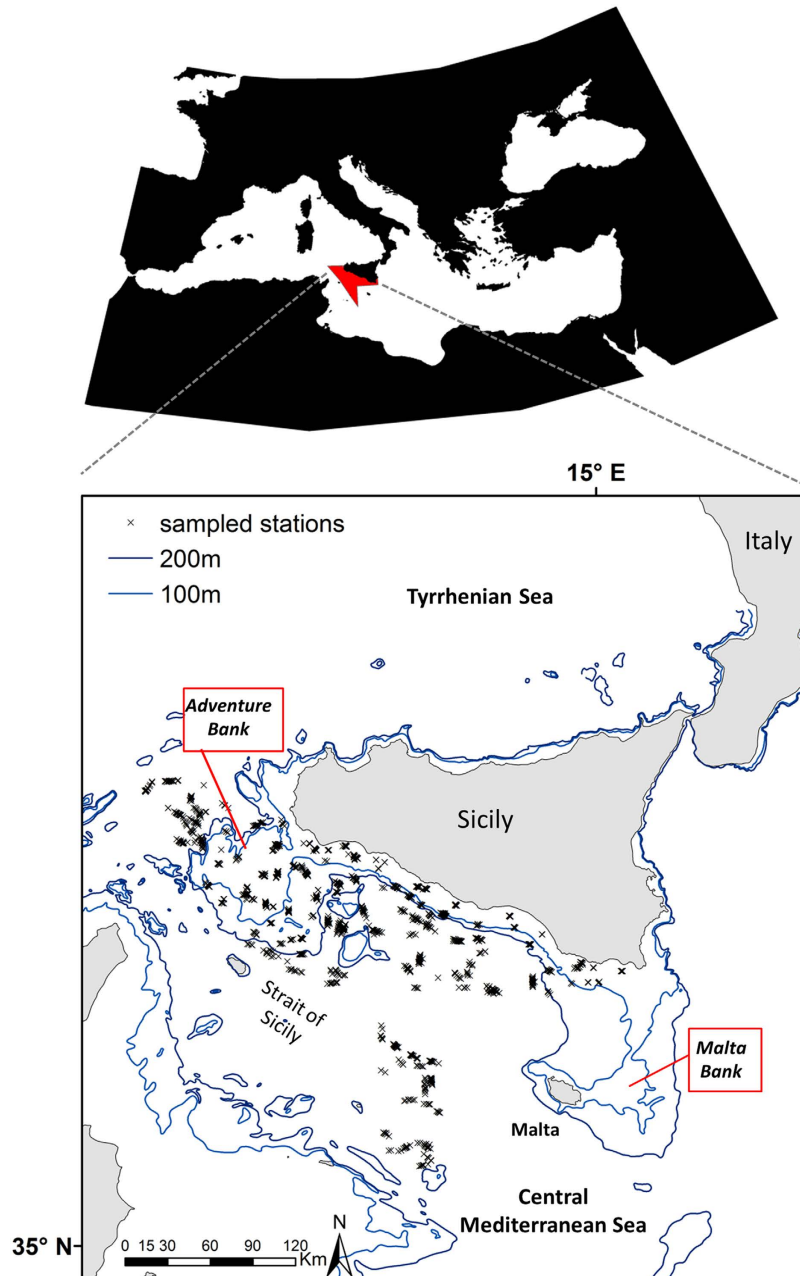 15° E
× sampled stations
200m
100m
Italy
Tyrrhenian Sea
Adventure
Bank
Sicily
Strait of
Sicily
Malta
Bank
Malta
Central
Mediterranean Sea
35° N
N
0 15 30 60 90 120
Km